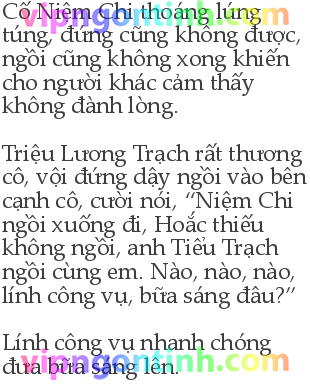 Cố Niệm Chi thoáng lúng
túng, đứng cũng không được,
ngồi cũng không xong khiến
cho người khác cảm thấy
không đành lòng.
Triệu Lương Trạch rất thương
cô, vội đứng dậy ngồi vào bên
cạnh cô, cười nói, “Niệm Chi
ngồi xuống đi, Hoắc thiếu
không ngồi, anh Tiểu Trạch
ngồi cùng em. Nào, nào, nào,
lính công vụ, bữa sáng đâu?”
Lính công vụ nhanh chóng
đưa bữa sáng lên.
vipngontinh.com
vipngontinh.com